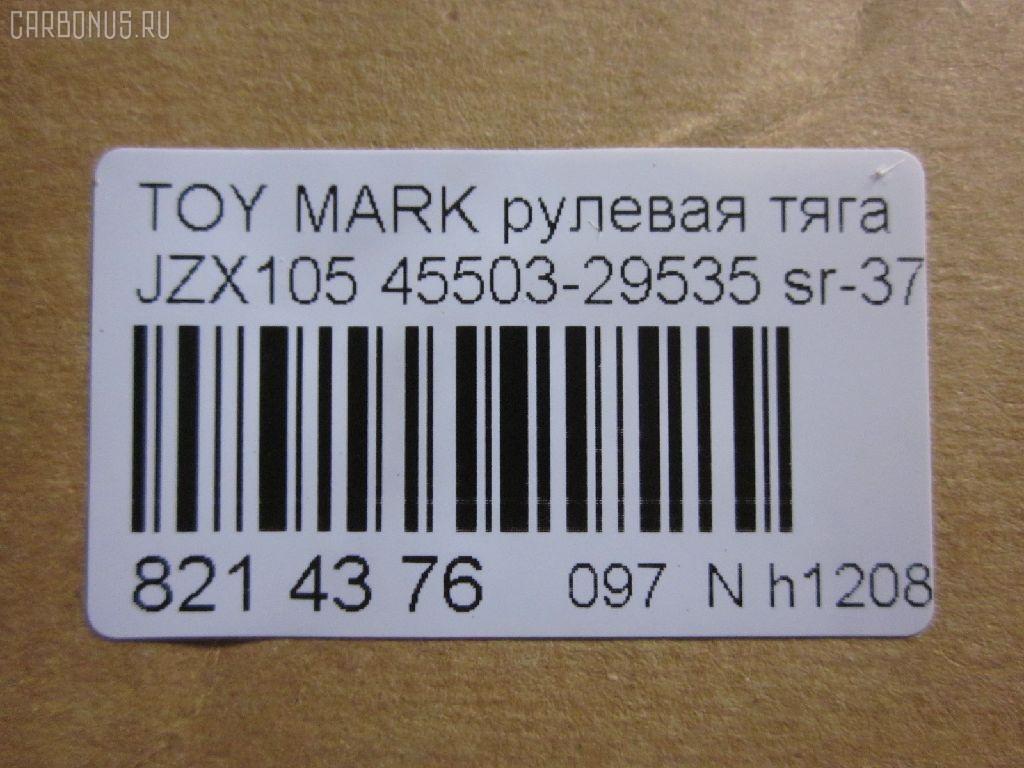 CARBONUS.RU
TOY MARK рулевая тяга
JZX105 45503-29535 sr-37
821 43 76 097 N h1208